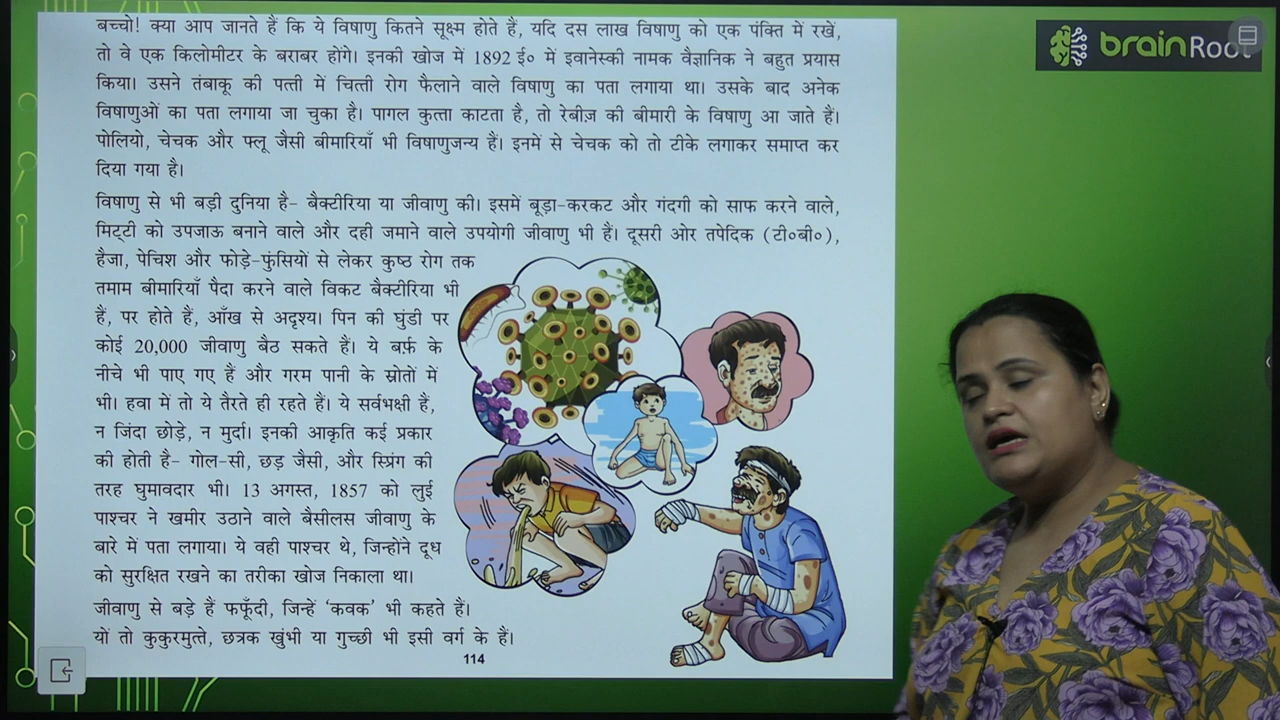 बच्चो! क्या आप जानते हैं कि ये विषाणु कितने सूक्ष्म होते हैं, यदि दस लाख विषाणु को एक पंक्ति में रखें,
तो वे एक किलोमीटर के बराबर होंगे। इनकी खोज में 1892 ई० में इवानेस्की नामक वैज्ञानिक ने बहुत प्रयास
किया। उसने तंबाकू की पत्ती में चित्ती रोग फैलाने वाले विषाणु का पता लगाया था। उसके बाद अनेक
विषाणुओं का पता लगाया जा चुका है। पागल कुत्ता काटता है, तो रेबीज़ की बीमारी के विषाणु आ जाते हैं।
पोलियो, चेचक और फ्लू जैसी बीमारियाँ भी विषाणुजन्य हैं। इनमें से चेचक को तो टीके लगाकर समाप्त कर
दिया गया है।
विषाणु से भी बड़ी दुनिया है- बैक्टीरिया या जीवाणु की। इसमें बूड़ा-करकट और गंदगी को साफ करने वाले,
मिट्टी को उपजाऊ बनाने वाले और दही जमाने वाले उपयोगी जीवाणु भी हैं। दूसरी ओर तपेदिक (टी०बी०),
हैजा, पेचिश और फोड़े-फुंसियों से लेकर कुष्ठ रोग तक
तमाम बीमारियाँ पैदा करने वाले विकट बैक्टीरिया भी
हैं, पर होते हैं, आँख से अदृश्य। पिन की घुंडी पर
कोई 20,000 जीवाणु बैठ सकते हैं। ये बर्फ़ के
नीचे भी पाए गए हैं और गरम पानी के स्रोतों में
भी। हवा में तो ये तैरते ही रहते हैं। ये सर्वभक्षी हैं,
न जिंदा छोड़े, न मुर्दा। इनकी आकृति कई प्रकार
की होती है- गोल-सी, छड़ जैसी, और स्प्रिंग की
तरह घुमावदार भी। 13 अगस्त, 1857 को लुई
पाश्चर ने खमीर उठाने वाले बैसीलस जीवाणु के
बारे में पता लगाया। ये वही पाश्चर थे, जिन्होंने दूध
को सुरक्षित रखने का तरीका खोज निकाला था।
जीवाणु से बड़े हैं फफूँदी, जिन्हें ‘कवक’ भी कहते हैं।
यों तो कुकुरमुत्ते, छत्रक खुंभी या गुच्छी भी इसी वर्ग के हैं।
114
brainRoot